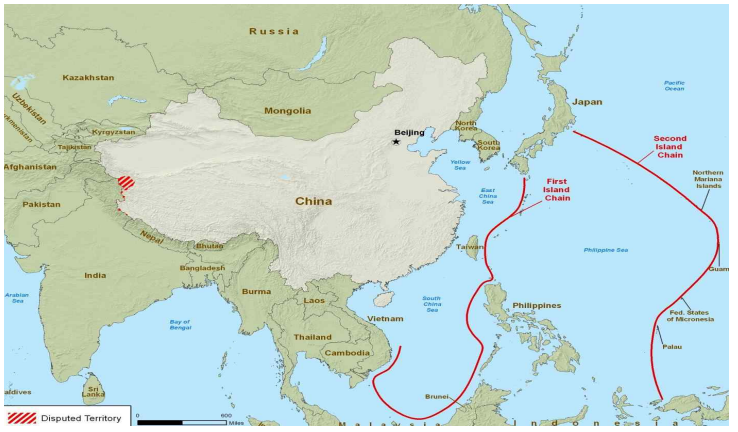 Russia
Kazakhstan
Mongolia
Uzbekistan
Kyrgyzstan
Tajikistan
Afghanistan
Pakistan
India
Nepal
Bhutan
Bangladesh
Burma
Laos
Thailand
Cambodia
Vietnam
Sri
Lanka
aldives
Arabian
Sea
Bay of
Bengal
China
Beijing
North
Korea
South
Korea
Yellow
Sea
East
China
Sea
Taiwan
South
China
Sea
Japan
Pacific
Ocean
First
Island
Chain
Second
Island
Chain
Northern
Mariana
Islands
Philippine Sea
Guam
Philippines
Fed. States
of Micronesia
Palau
Brunei
Malaysia
Indonesia
Disputed Territory
0
600
Miles